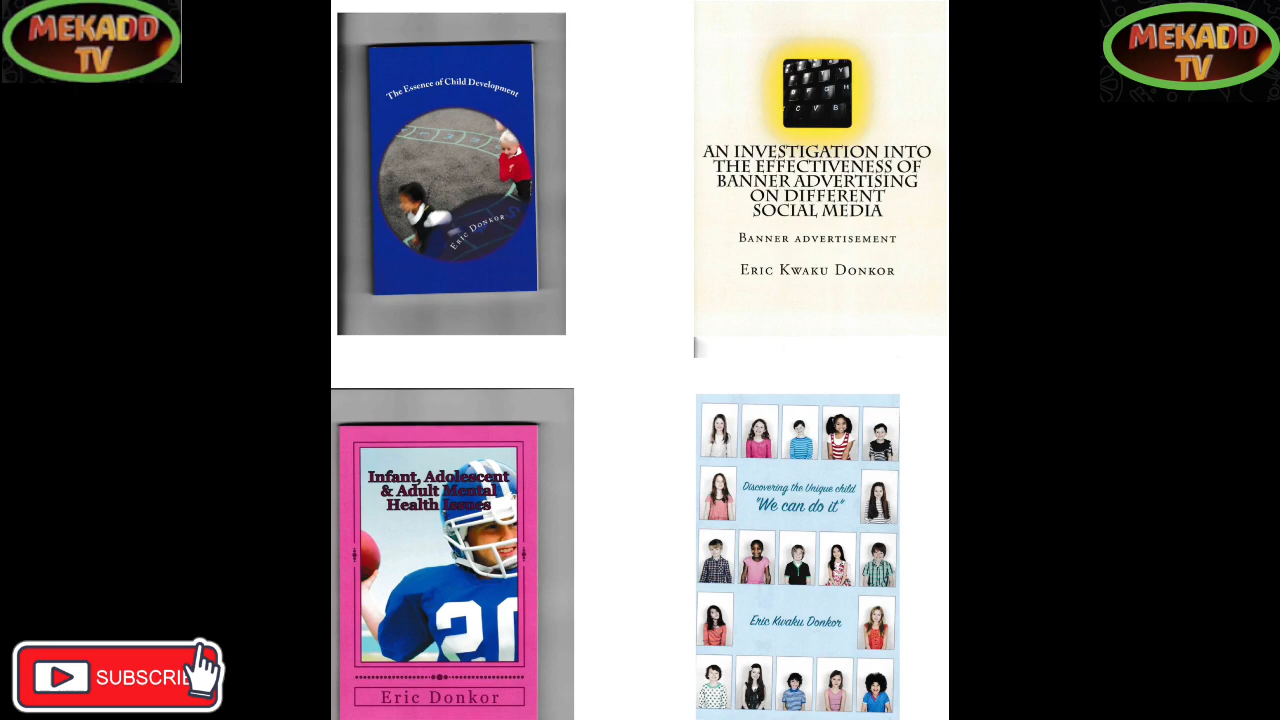 MEKADD
TV
The Essence of Child Development
Eric Donkor
AN INVESTIGATION INTO
THE EFFECTIVENESS OF
BANNER ADVERTISING
ON DIFFERENT
SOCIAL MEDIA
BANNER ADVERTISEMENT
ERIC KWAKU DONKOR
MEKADD
TV
Infant, Adolescent
& Adult Mental
Health Issues
20
Eric Donkor
Discovering the Unique child
"We can do it"
Eric Kwaku Donkor
SUBSCRIBE